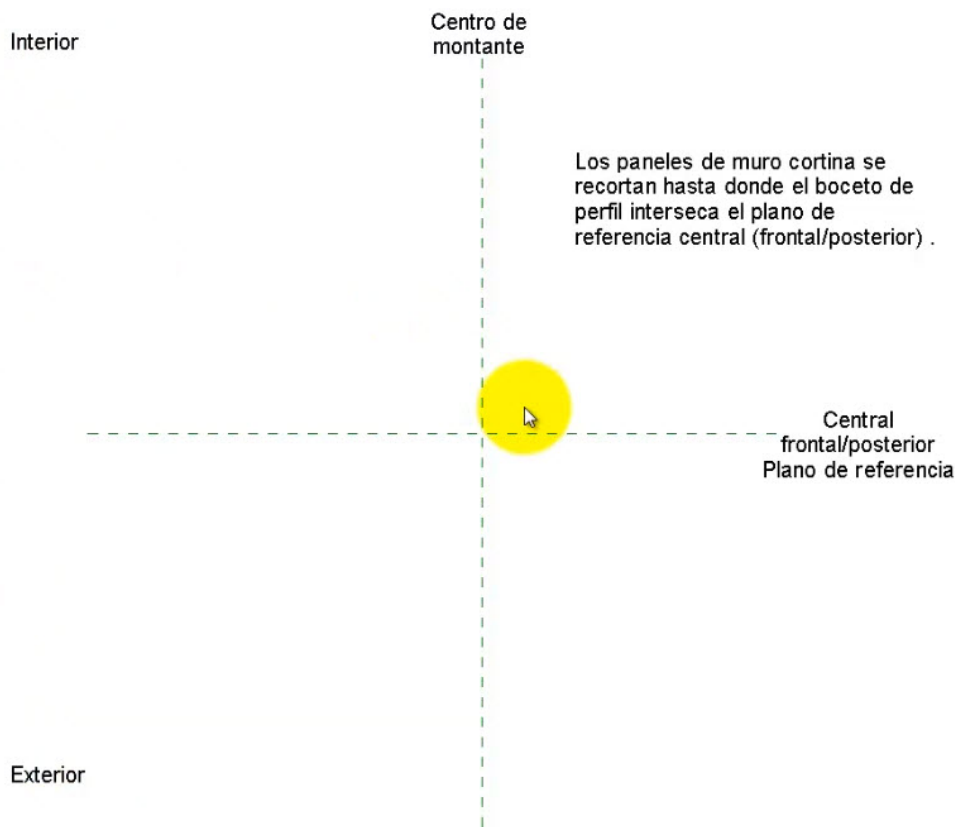 Centro de
montante
Interior
Los paneles de muro cortina se
recortan hasta donde el boceto de
perfil interseca el plano de
referencia central (frontal/posterior) .
Central
frontal/posterior
Plano de referencia
Exterior